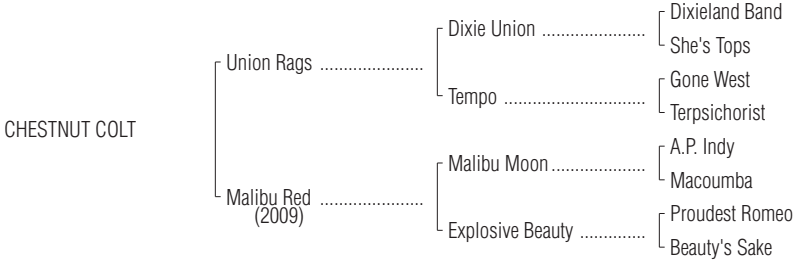 Dixieland Band
Dixie Union ......................
She's Tops
Union Rags ......................
Gone West
Tempo ..............................
Terpsichorist
CHESTNUT COLT
A.P. Indy
Malibu Moon....................
Macoumba
Malibu Red ......................
(2009)
Proudest Romeo
Explosive Beauty ..............
Beauty's Sake